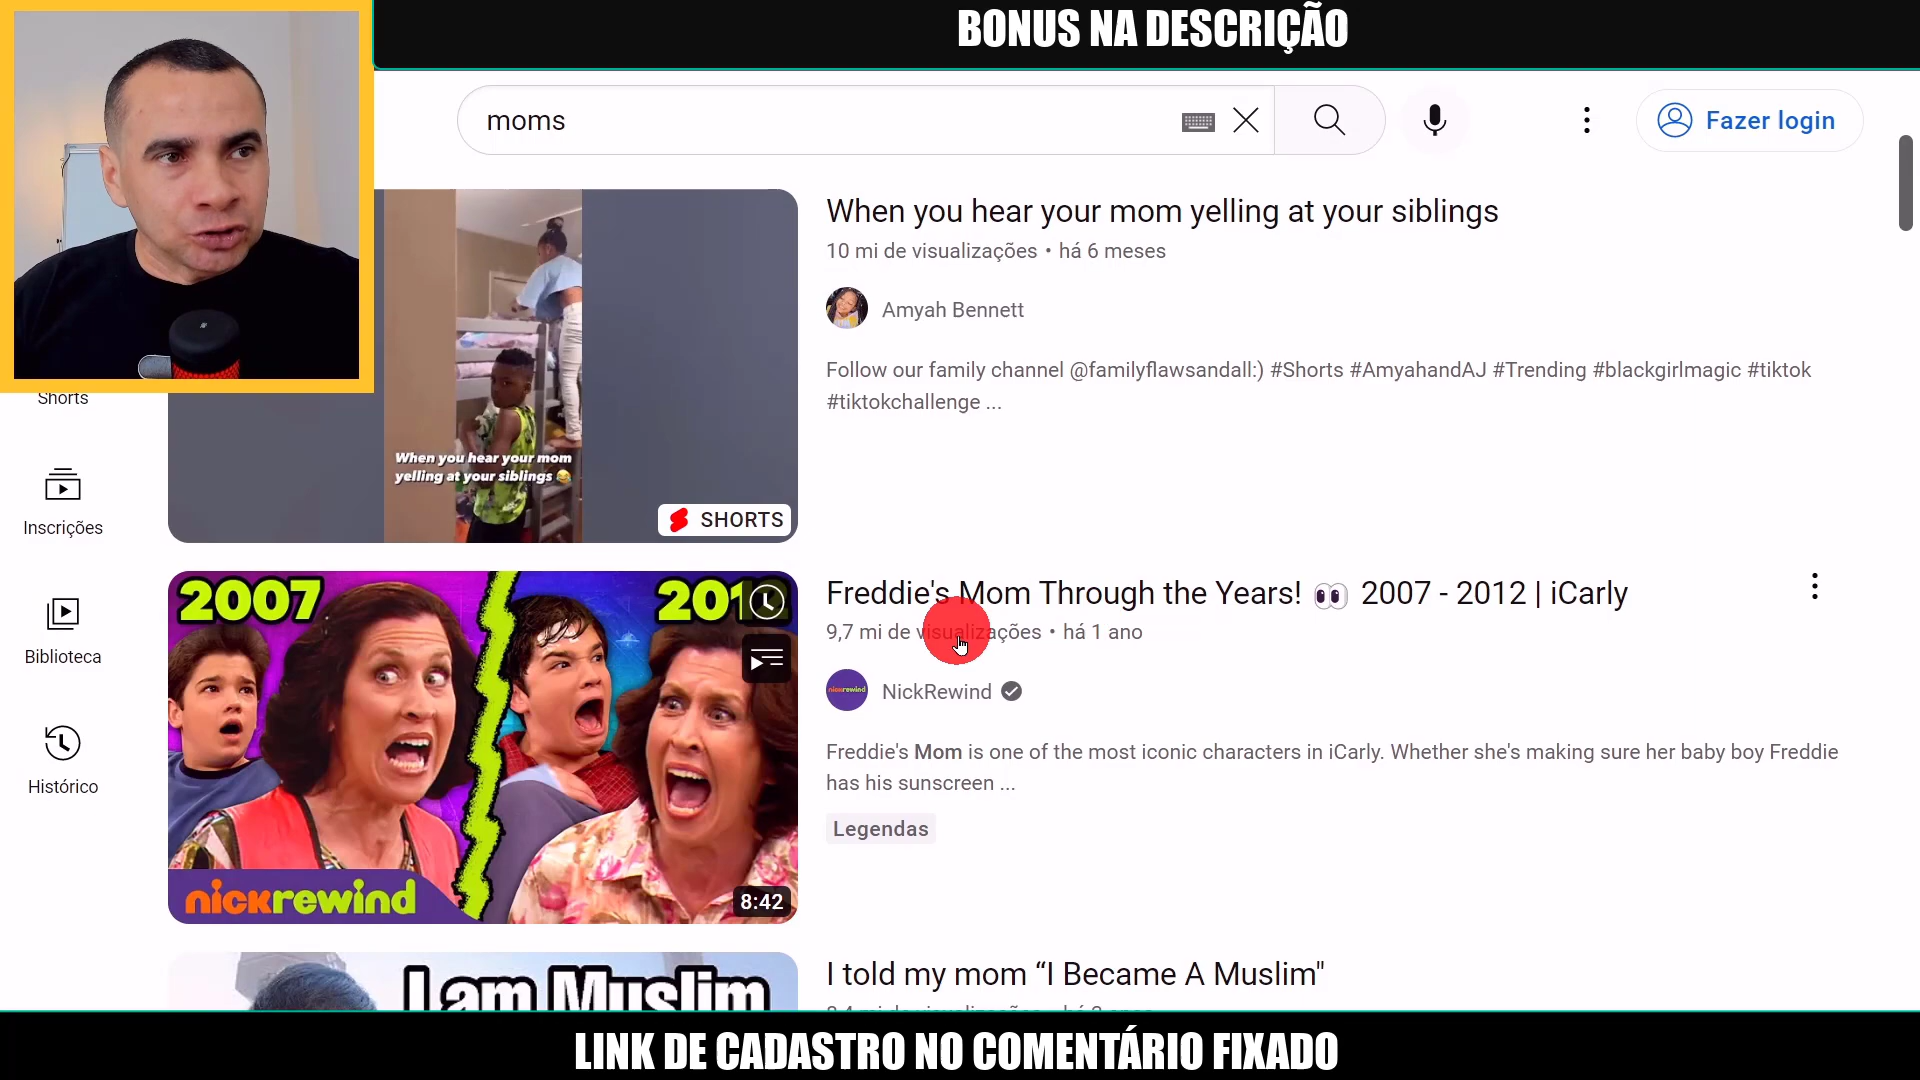 BONUS NA DESCRIÇÃO
moms
Fazer login
When you hear your mom yelling at your siblings
10 mi de visualizações • há 6 meses
Amyah Bennett
Follow our family channel @familyflawsandall:) #Shorts #AmyahandAJ #Trending #blackgirlmagic #tiktok
#tiktokchallenge ...
When you hear your mom
yelling at your siblings 😂
SHORTS
Shorts
Inscrições
Biblioteca
Histórico
2007
201
nickrewind
8:42
Freddie's Mom Through the Years! 👀 2007 - 2012 | iCarly
9,7 mi de visualizações • há 1 ano
nickrewind
NickRewind
Freddie's Mom is one of the most iconic characters in iCarly. Whether she's making sure her baby boy Freddie
has his sunscreen ...
Legendas
I am Muslim
I told my mom “I Became A Muslim"
LINK DE CADASTRO NO COMENTÁRIO FIXADO